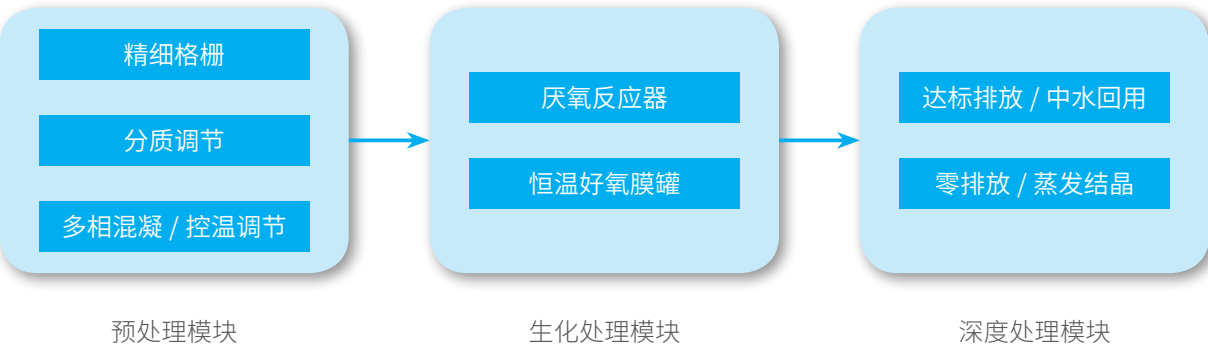 精细格栅
分质调节
多相混凝 / 控温调节
预处理模块
厌氧反应器
恒温好氧膜罐
生化处理模块
达标排放 / 中水回用
零排放 / 蒸发结晶
深度处理模块